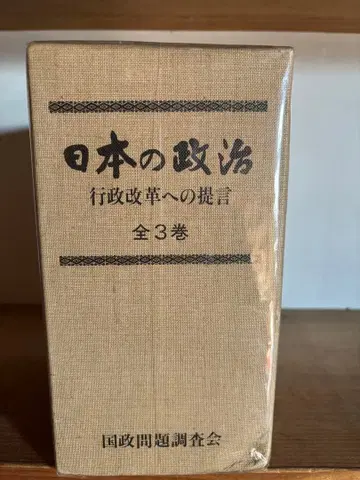 日本の政治
行政改革への提言
全3巻
国政問題調査会